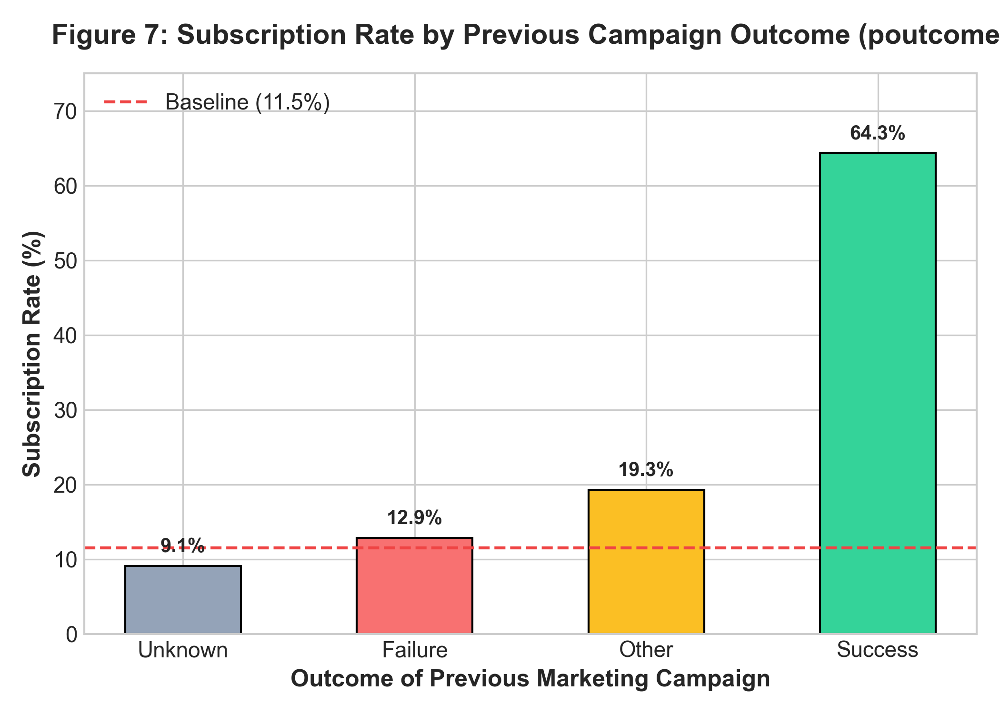 Figure 7: Subscription Rate by Previous Campaign Outcome (poutcome
Baseline (11.5%)
70
60
50
40
30
20
10
0
Subscription Rate (%)
9.1%
12.9%
19.3%
64.3%
Unknown
Failure
Other
Success
Outcome of Previous Marketing Campaign